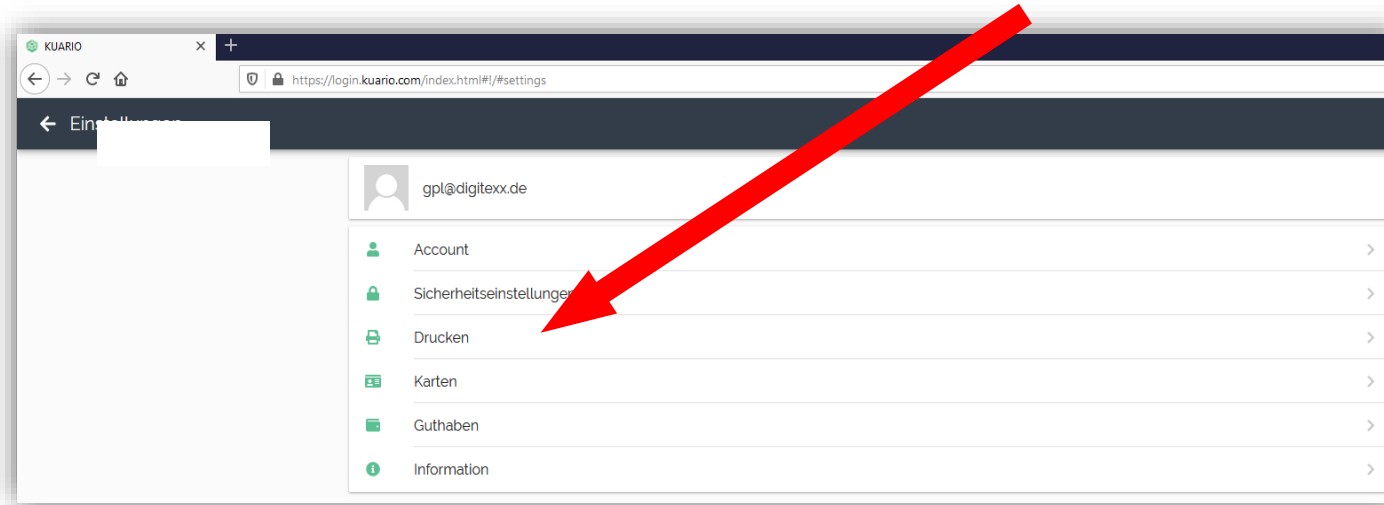 KUARIO
https://login.kuario.com/index.html#!/#settings
gpl@digitexx.de
Account
Sicherheitseinstellungen
Drucken
Karten
Guthaben
Information